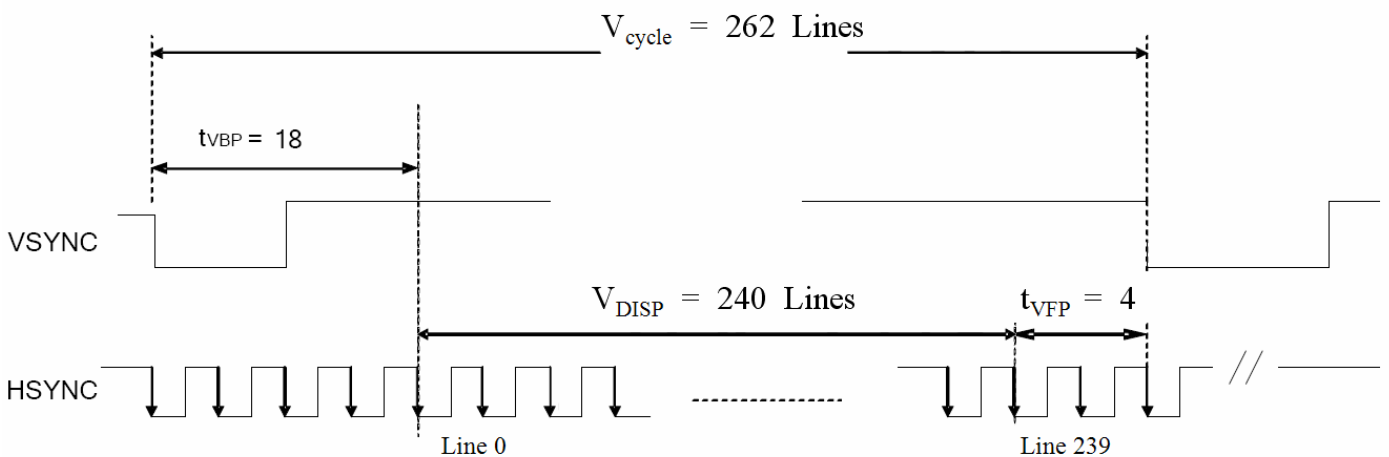 Vcycle = 262 Lines
tVBP = 18
VSYNC
VDISP = 240 Lines
tVFP = 4
HSYNC
//
Line 0
Line 239